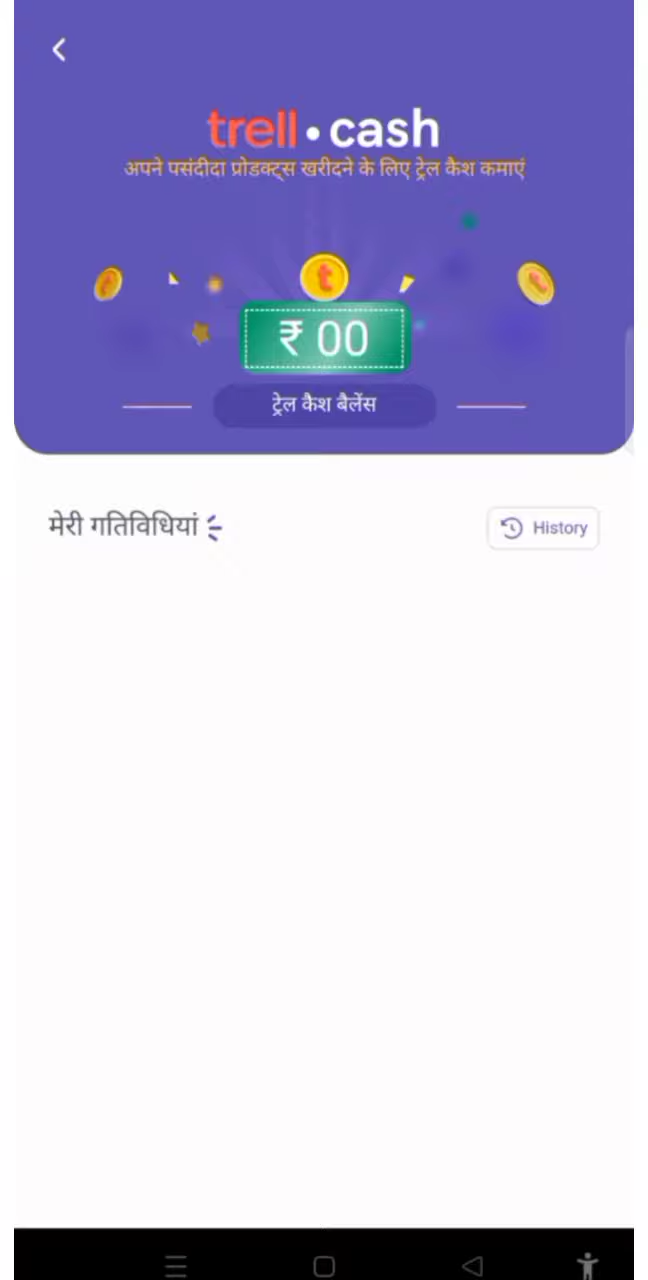 trell • cash
अपने पसंदीदा प्रोडक्ट्स खरीदने के लिए ट्रेल कैश कमाएं
₹ 00
ट्रेल कैश बैलेंस
मेरी गतिविधियां
History